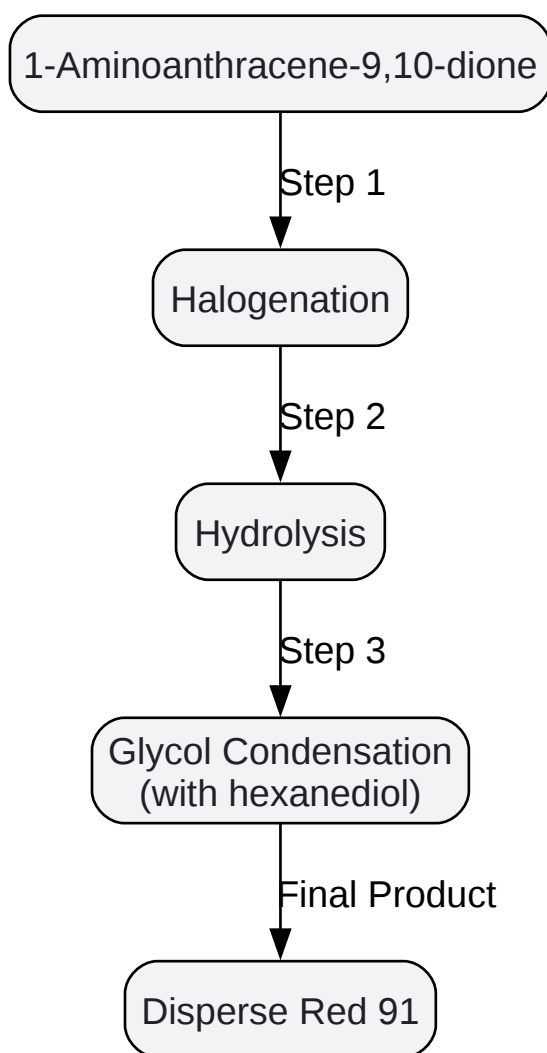 1-Aminoanthracene-9,10-dione
Step 1
Halogenation
Step 2
Hydrolysis
Step 3
Glycol Condensation
(with hexanediol)
Final Product
Disperse Red 91